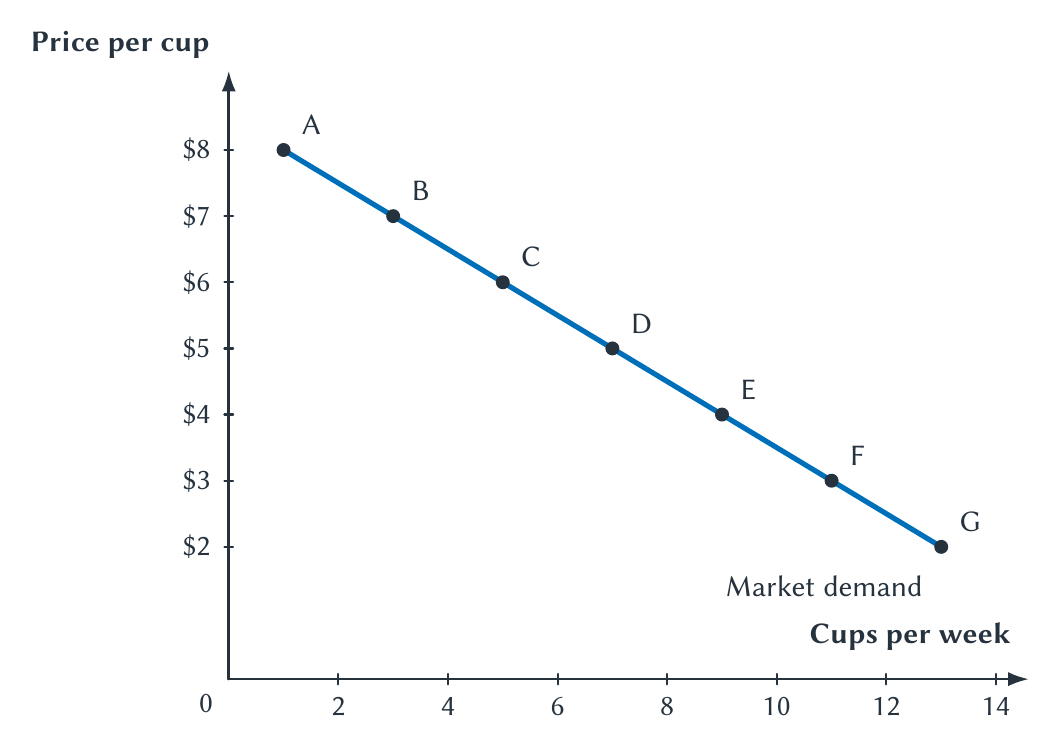 Price per cup
A
$8
B
$7
C
$6
D
$5
E
$4
F
$3
G
$2
Market demand
Cups per week
0 2 4 6 8 10 12 14